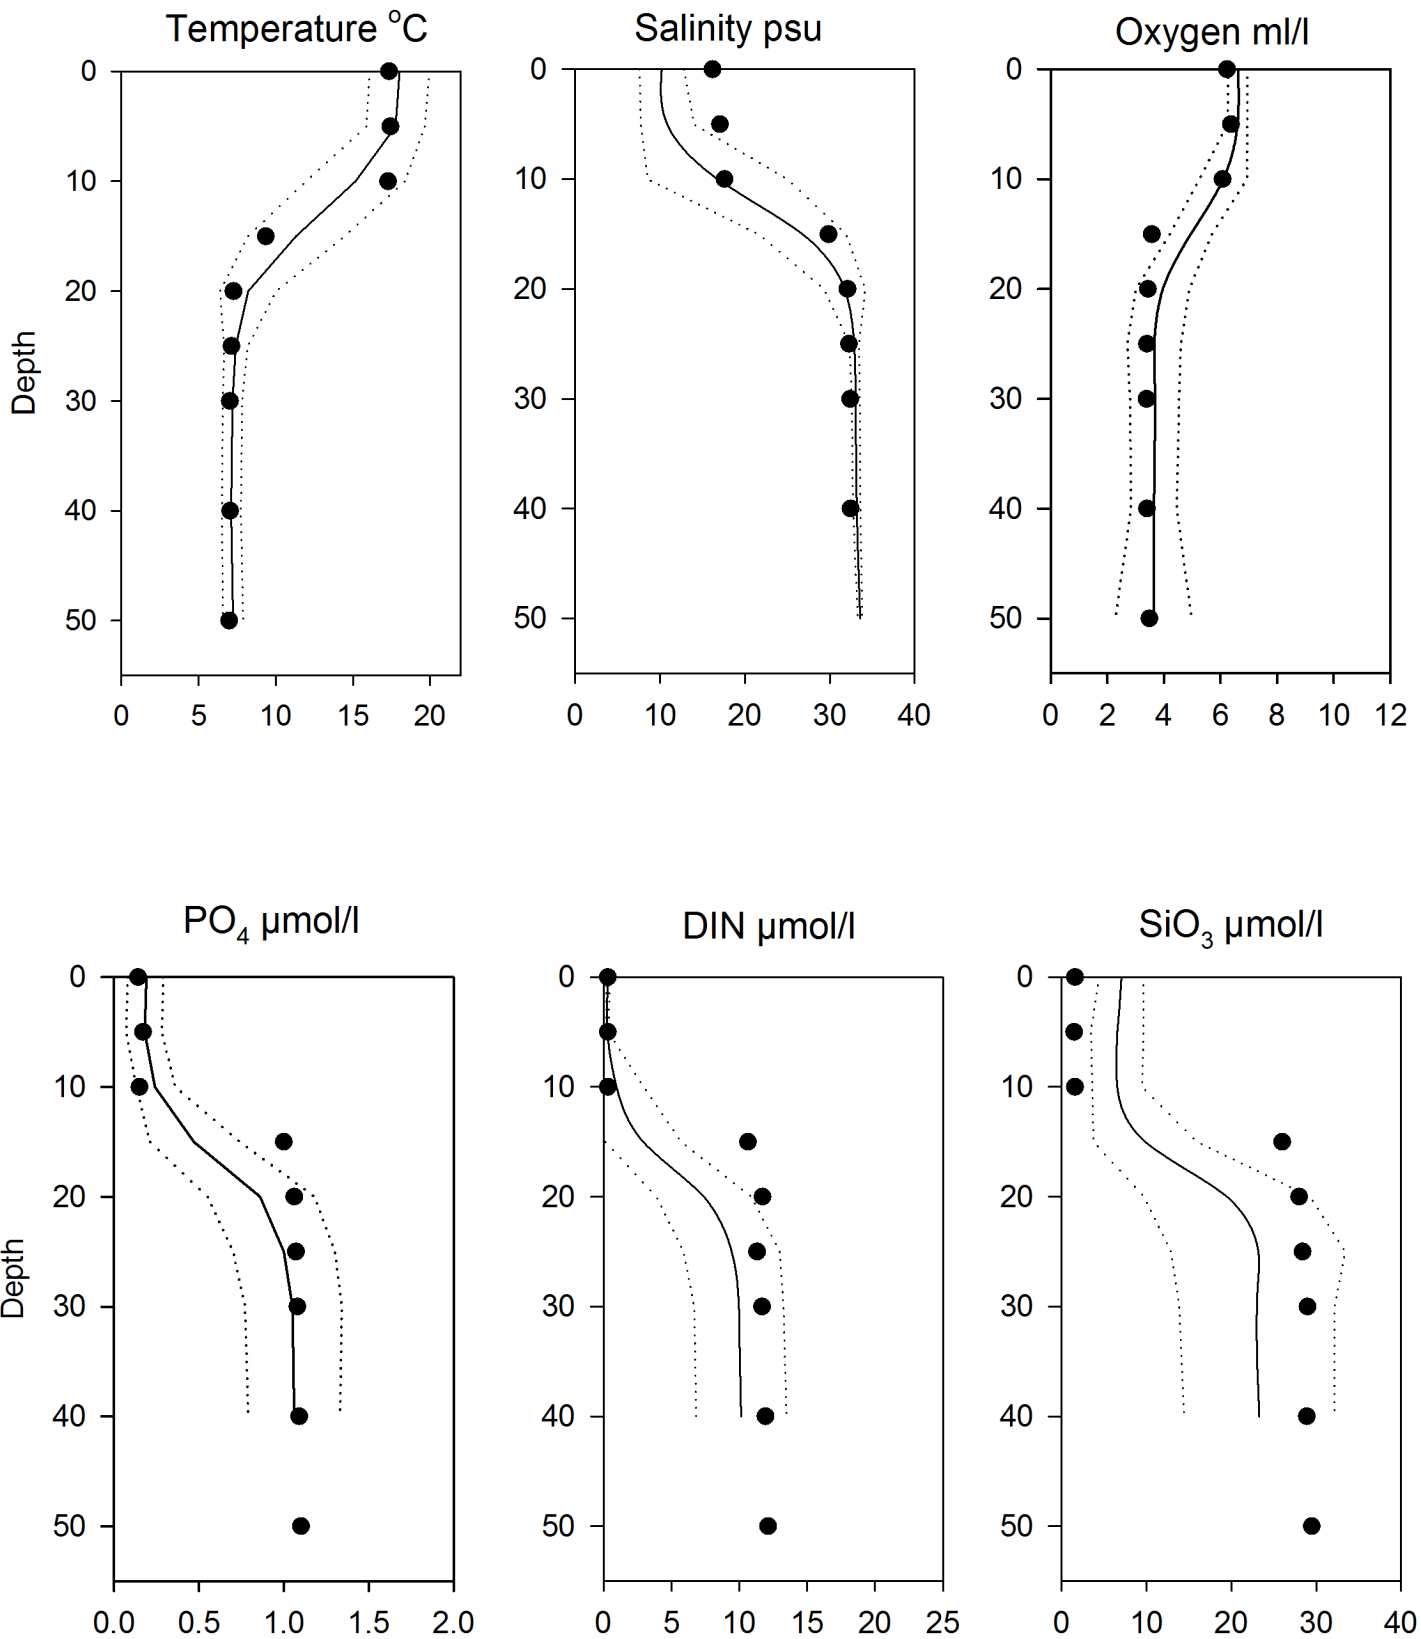 Temperature °C
Salinity psu
Oxygen ml/l
0
10
20
30
40
50
Depth
0 5 10 15 20
0
10
20
30
40
50
0 10 20 30 40
0
10
20
30
40
50
0 2 4 6 8 10 12
PO₄ µmol/l
DIN µmol/l
SiO₃ µmol/l
0
10
20
30
40
50
Depth
0.0 0.5 1.0 1.5 2.0
0
10
20
30
40
50
0 5 10 15 20 25
0
10
20
30
40
50
0 10 20 30 40